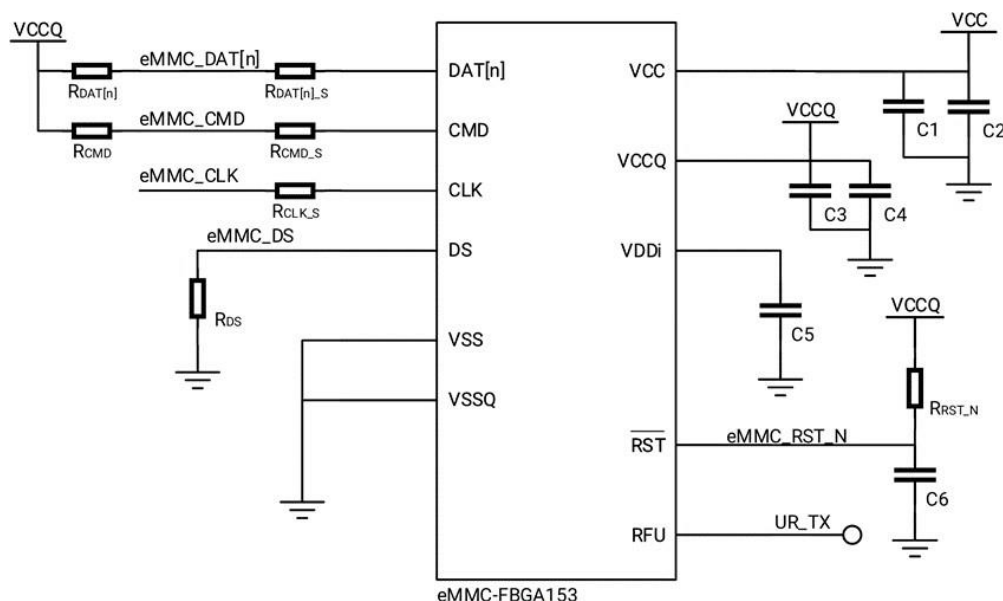 VCCQ
VCC
eMMC_DAT[n]
DAT[n]
VCC
RDAT[n]
RDAT[n]_S
C1
C2
VCCQ
eMMC_CMD
CMD
RCMD
RCMD_S
VCCQ
eMMC_CLK
CLK
C3
C4
RCLK_S
eMMC_DS
DS
VDDi
RDS
VCCQ
C5
VSS
VSSQ
RRST_N
RST
eMMC_RST_N
C6
RFU
UR_TX
eMMC-FBGA153